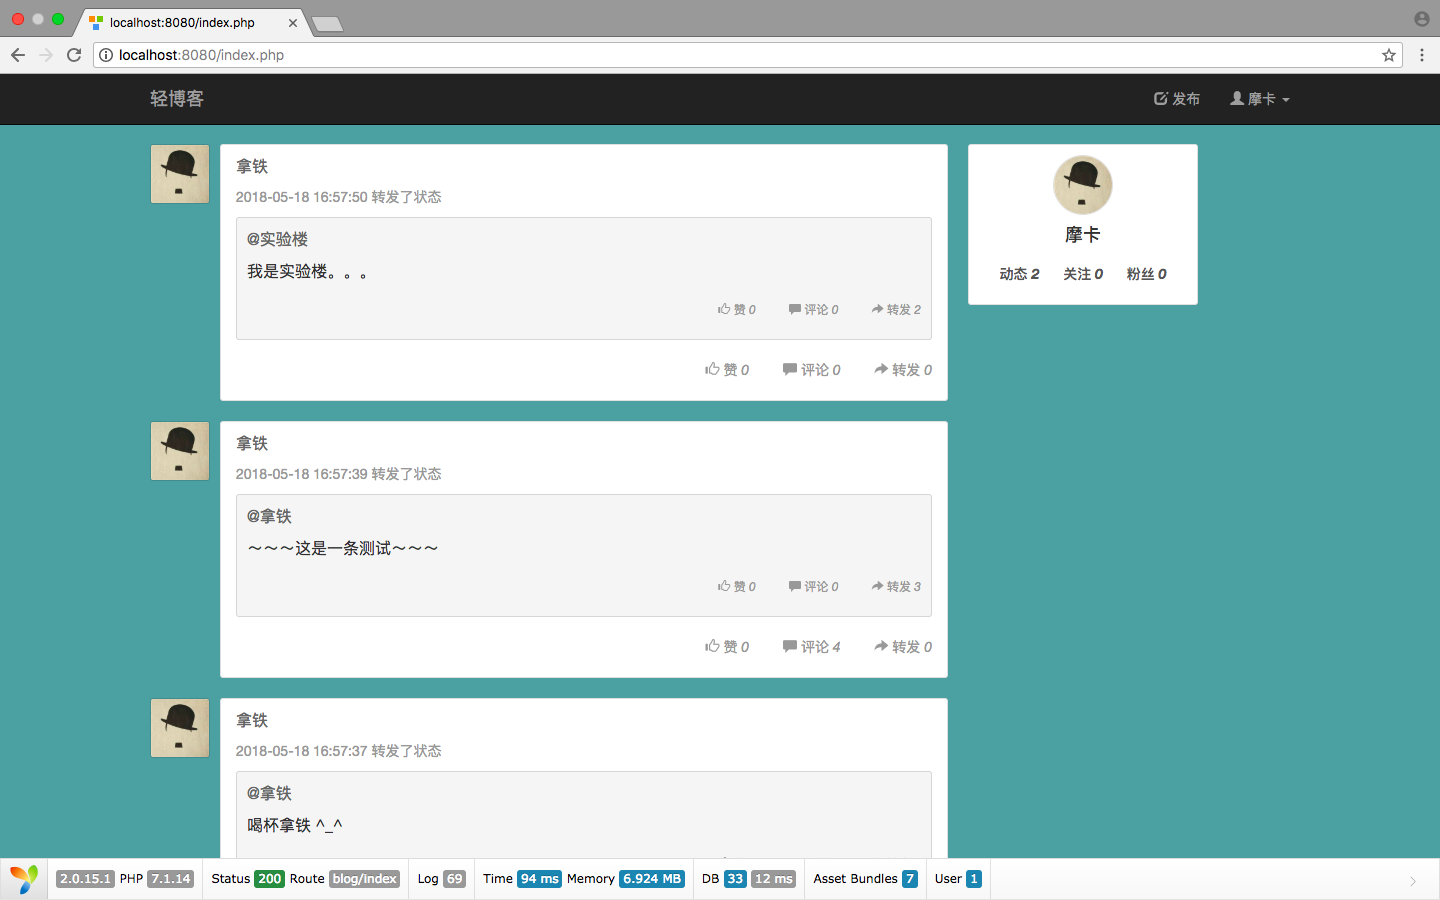 localhost:8080/index.php
localhost:8080/index.php
轻博客 发布 摩卡
拿铁
2018-05-18 16:57:50 转发了状态
@实验楼
我是实验楼。。。
赞 0 评论 0 转发 2
赞 0 评论 0 转发 0
摩卡
动态 2 关注 0 粉丝 0
拿铁
2018-05-18 16:57:39 转发了状态
@拿铁
～～～这是一条测试～～～
赞 0 评论 0 转发 3
赞 0 评论 4 转发 0
拿铁
2018-05-18 16:57:37 转发了状态
@拿铁
喝杯拿铁 ^_^
2.0.15.1 PHP 7.1.14 Status 200 Route blog/index Log 69 Time 94 ms Memory 6.924 MB DB 33 12 ms Asset Bundles 7 User 1